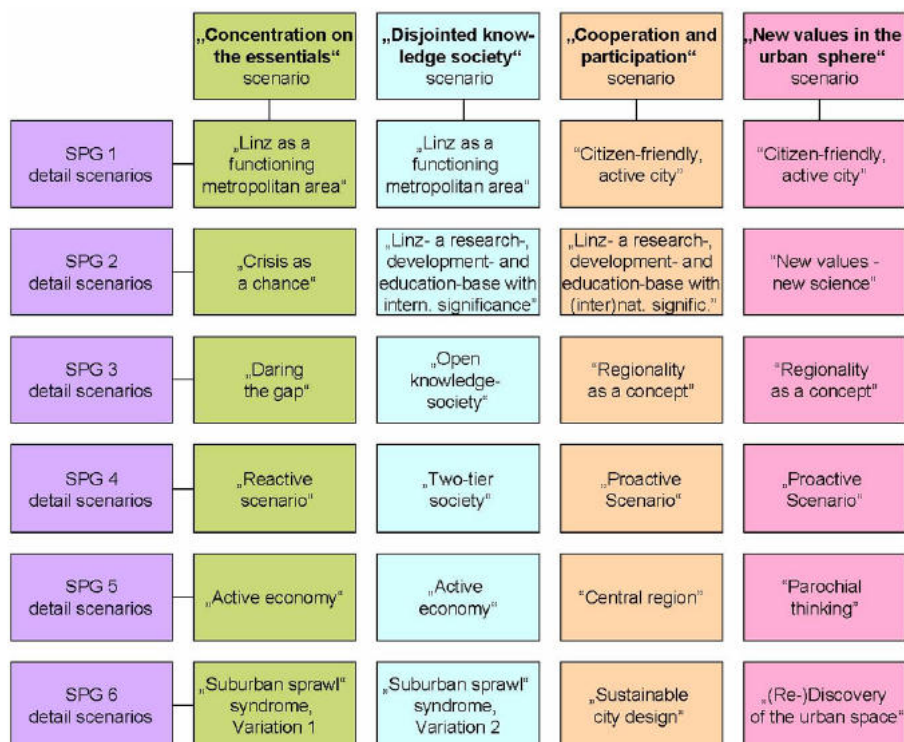 „Concentration on
the essentials“
scenario
„Disjointed know-
ledge society“
scenario
„Cooperation and
participation“
scenario
„New values in the
urban sphere“
scenario
SPG 1
detail scenarios
„Linz as a
functioning
metropolitan area“
„Linz as a
functioning
metropolitan area“
“Citizen-friendly,
active city”
“Citizen-friendly,
active city”
SPG 2
detail scenarios
„Crisis as
a chance“
„Linz- a research-,
development- and
education-base with
intern. significance”
„Linz- a research-,
development- and
education-base with
(inter)nat. signific.”
“New values -
new science”
SPG 3
detail scenarios
„Daring
the gap“
„Open
knowledge-
society“
“Regionality
as a concept”
“Regionality
as a concept”
SPG 4
detail scenarios
„Reactive
scenario“
„Two-tier
society“
„Proactive
Scenario“
„Proactive
Scenario“
SPG 5
detail scenarios
„Active economy“
„Active
economy“
“Central region”
“Parochial
thinking”
SPG 6
detail scenarios
„Suburban sprawl“
syndrome,
Variation 1
„Suburban sprawl“
syndrome,
Variation 2
„Sustainable
city design“
„(Re-)Discovery
of the urban space“